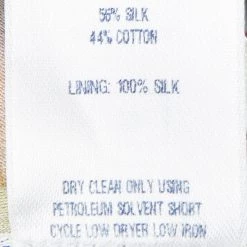 56% SILK
44% COTTON
LINING: 100% SILK
DRY CLEAN ONLY USING
PETROLEUM SOLVENT SHORT
CYCLE LOW DRYER LOW IRON